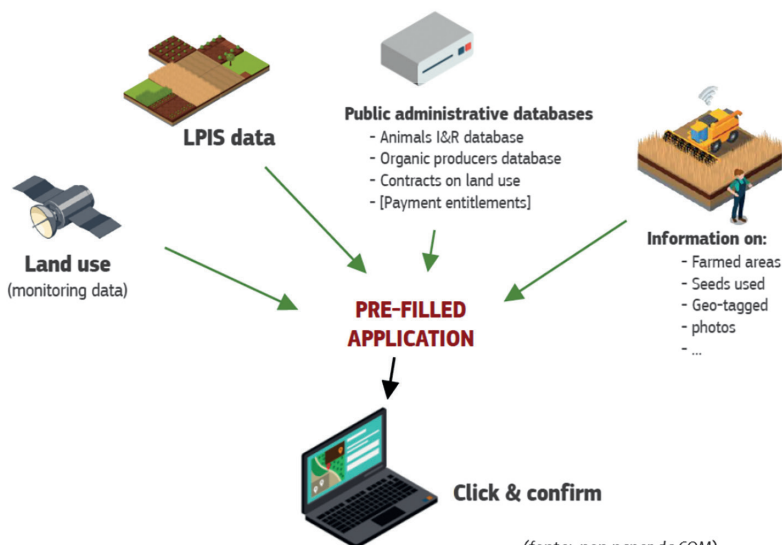 LPIS data
Public administrative databases
- Animals I&R database
- Organic producers database
- Contracts on land use
- [Payment entitlements]
Land use
(monitoring data)
Information on:
- Farmed areas
- Seeds used
- Geo-tagged
- photos
- ...
PRE-FILLED
APPLICATION
Click & confirm